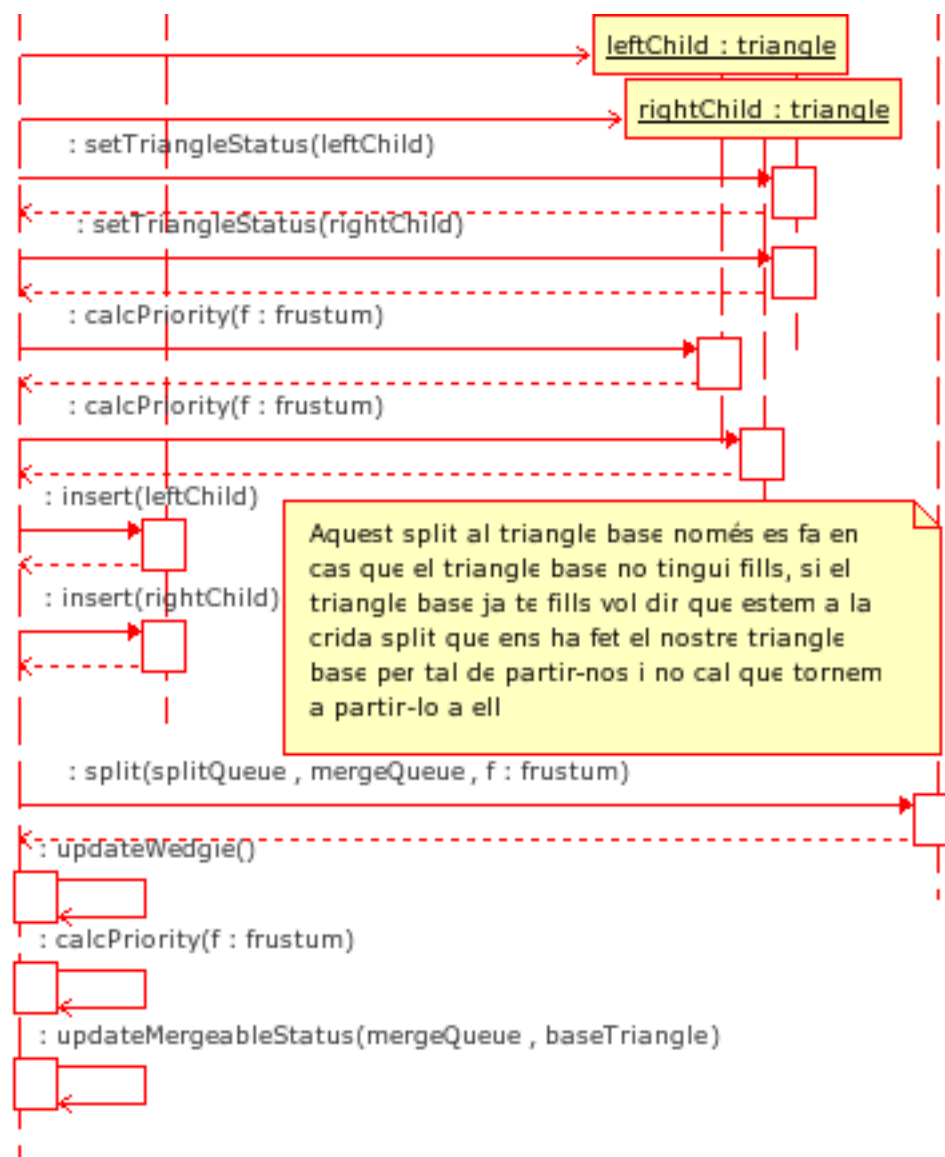 leftChild : triangle
rightChild : triangle
: setTriangleStatus(leftChild)
: setTriangleStatus(rightChild)
: calcPriority(f : frustum)
: calcPriority(f : frustum)
: insert(leftChild)
: insert(rightChild)
Aquest split al triangle base només es fa en
cas que el triangle base no tingui fills, si el
triangle base ja te fills vol dir que estem a la
crida split que ens ha fet el nostre triangle
base per tal de partir-nos i no cal que tornem
a partir-lo a ell
: split(splitQueue , mergeQueue , f : frustum)
: updateWedgie()
: calcPriority(f : frustum)
: updateMergeableStatus(mergeQueue , baseTriangle)